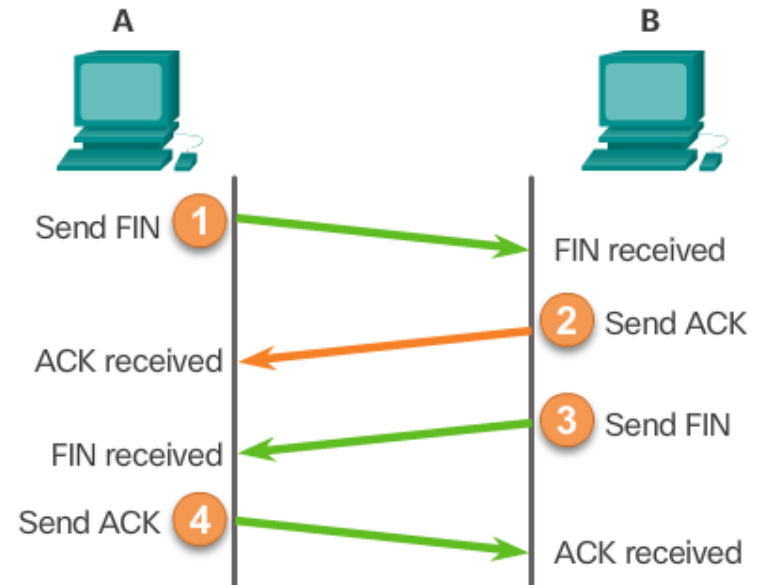 A
B
Send FIN 1
FIN received
2 Send ACK
ACK received
3 Send FIN
FIN received
Send ACK 4
ACK received